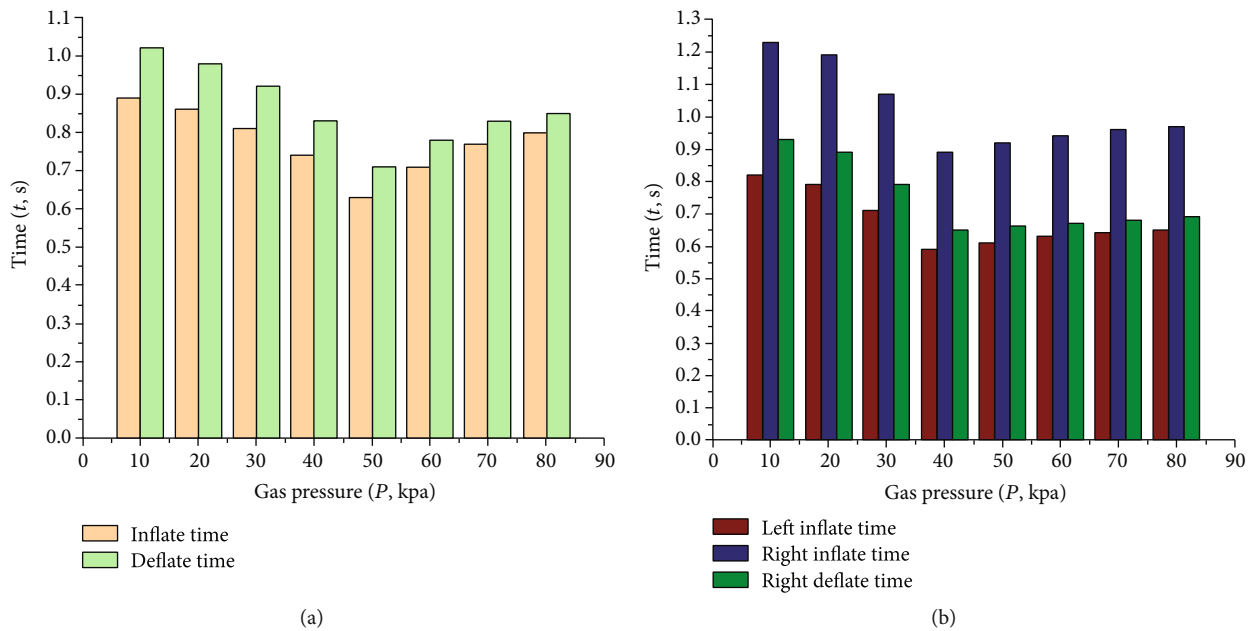 (a)
1.1
1.0
0.9
0.8
0.7
0.6
0.5
0.4
0.3
0.2
0.1
0.0
Time (t, s)
0 10 20 30 40 50 60 70 80 90
Gas pressure (P, kpa)
Inflate time
Deflate time
(a)
(b)
1.3
1.2
1.1
1.0
0.9
0.8
0.7
0.6
0.5
0.4
0.3
0.2
0.1
0.0
Time (t, s)
0 10 20 30 40 50 60 70 80 90
Gas pressure (P, kpa)
Left inflate time
Right inflate time
Right deflate time
(b)